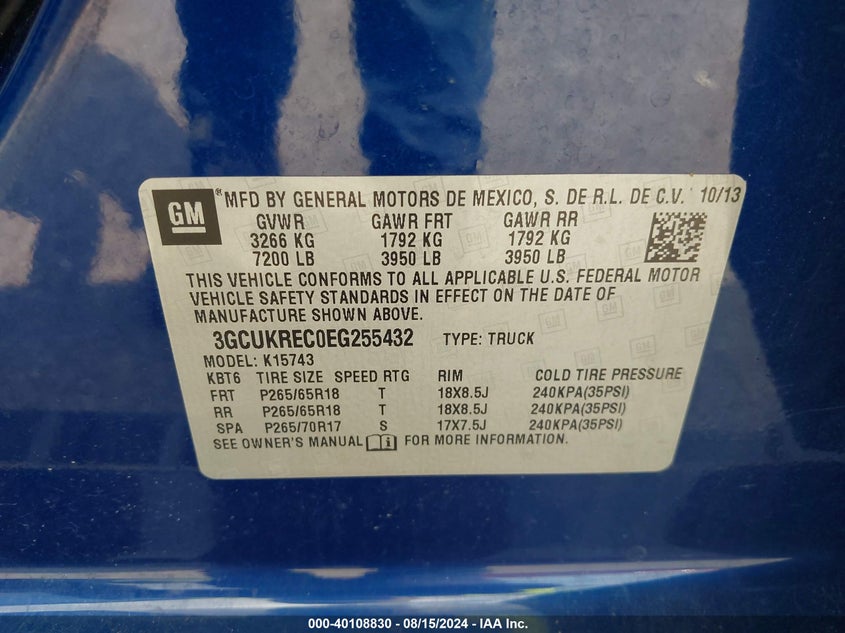 GM ® MFD BY GENERAL MOTORS DE MEXICO, S. DE R.L. DE C.V. 10/13
GVWR GAWR FRT GAWR RR
3266 KG 1792 KG 1792 KG
7200 LB 3950 LB 3950 LB
THIS VEHICLE CONFORMS TO ALL APPLICABLE U.S. FEDERAL MOTOR
VEHICLE SAFETY STANDARDS IN EFFECT ON THE DATE OF
MANUFACTURE SHOWN ABOVE.
3GCUKREC0EG255432 TYPE: TRUCK
MODEL: K15743
KBT6 TIRE SIZE SPEED RTG RIM COLD TIRE PRESSURE
FRT P265/65R18 T 18X8.5J 240KPA(35PSI)
RR P265/65R18 T 18X8.5J 240KPA(35PSI)
SPA P265/70R17 S 17X7.5J 240KPA(35PSI)
SEE OWNER'S MANUAL i FOR MORE INFORMATION.
000-40108830 - 08/15/2024 - IAA Inc.